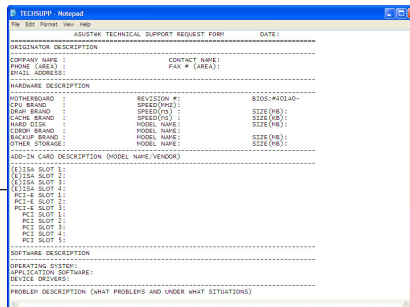 TECHSUPP - Notepad
File Edit Format View Help
ASUSTeK TECHNICAL SUPPORT REQUEST FORM DATE:
================================================================
ORIGINATOR DESCRIPTION
----------------------------------------------------------------
COMPANY NAME : CONTACT NAME:
PHONE (AREA) : FAX # (AREA):
EMAIL ADDRESS:
----------------------------------------------------------------
HARDWARE DESCRIPTION
----------------------------------------------------------------
MOTHERBOARD : REVISION #: BIOS:#401A0-
CPU BRAND : SPEED(MHZ):
DRAM BRAND : SPEED(ns) : SIZE(MB):
CACHE BRAND : SPEED(ns) : SIZE(KB):
HARD DISK : MODEL NAME: SIZE(MB):
CDROM BRAND : MODEL NAME:
BACKUP BRAND : MODEL NAME: SIZE(MB):
OTHER STORAGE: MODEL NAME: SIZE(MB):
----------------------------------------------------------------
ADD-IN CARD DESCRIPTION (MODEL NAME/VENDOR)
----------------------------------------------------------------
(E)ISA SLOT 1:
(E)ISA SLOT 2:
(E)ISA SLOT 3:
(E)ISA SLOT 4:
PCI-E SLOT 1:
PCI-E SLOT 2:
PCI-E SLOT 3:
PCI SLOT 1:
PCI SLOT 2:
PCI SLOT 3:
PCI SLOT 4:
PCI SLOT 5:
----------------------------------------------------------------
SOFTWARE DESCRIPTION
----------------------------------------------------------------
OPERATING SYSTEM:
APPLICATION SOFTWARE:
DEVICE DRIVERS:
----------------------------------------------------------------
PROBLEM DESCRIPTION (WHAT PROBLEMS AND UNDER WHAT SITUATIONS)